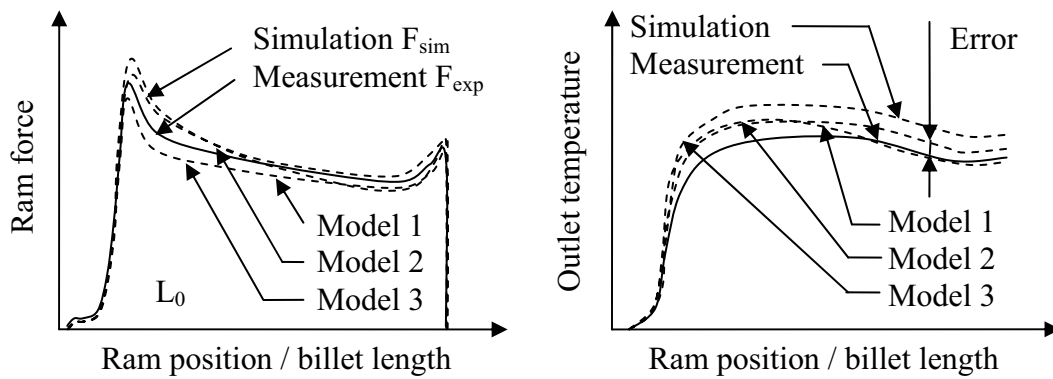 Ram force
Simulation F_sim
Measurement F_exp
Model 1
Model 2
Model 3
L_0
Ram position / billet length
Outlet temperature
Simulation
Measurement
Error
Model 1
Model 2
Model 3
Ram position / billet length